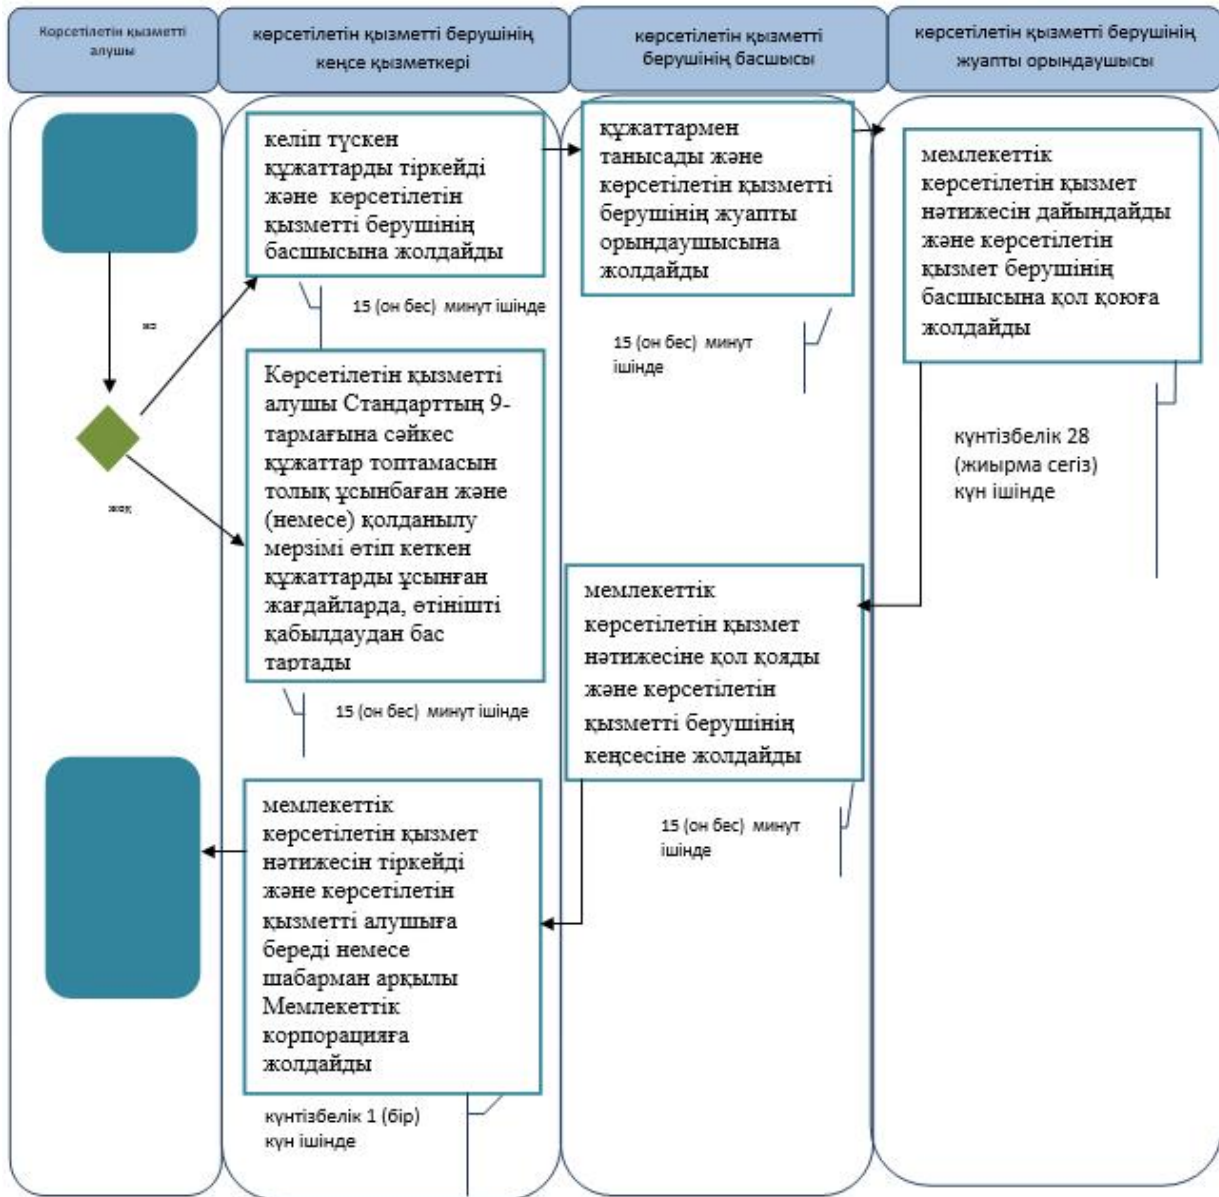 Көрсетілетін қызметті
алушы
көрсетілетін қызметті берушінің
кеңсе қызметкері
көрсетілетін қызметті
берушінің басшысы
көрсетілетін қызметті берушінің
жуапты орындаушысы
келіп түскен
құжаттарды тіркейді
және көрсетілетін
қызметті берушінің
басшысына жолдайды
15 (он бес) минут ішінде
құжаттармен
танысады және
көрсетілетін қызметті
берушінің жуапты
орындаушысына
жолдайды
15 (он бес) минут
ішінде
мемлекеттік
көрсетілетін қызмет
нәтижесін дайындайды
және көрсетілетін
қызмет берушінің
басшысына қол қоюға
жолдайды
күнтізбелік 28
(жиырма сегіз)
күн ішінде
жоқ
Көрсетілетін қызметті
алушы Стандарттың 9-
тармағына сәйкес
құжаттар топтамасын
толық ұсынбаған және
(немесе) қолданылу
мерзімі өтіп кеткен
құжаттарды ұсынған
жағдайларда, өтінішті
қабылдаудан бас
тартады
15 (он бес) минут ішінде
мемлекеттік
көрсетілетін қызмет
нәтижесіне қол қояды
және көрсетілетін
қызметті берушінің
кеңсесіне жолдайды
15 (он бес) минут
ішінде
мемлекеттік
көрсетілетін қызмет
нәтижесін тіркейді
және көрсетілетін
қызметті алушыға
береді немесе
шабарман арқылы
Мемлекеттік
корпорацияға
жолдайды
күнтізбелік 1 (бір)
күн ішінде